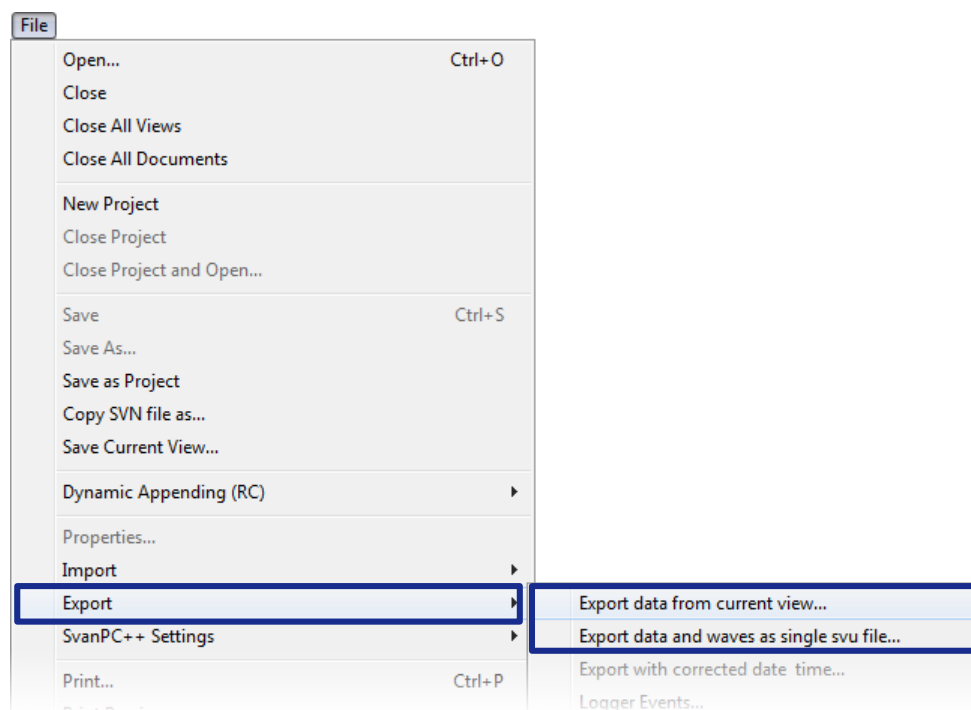 File
Open... Ctrl+O
Close
Close All Views
Close All Documents
New Project
Close Project
Close Project and Open...
Save Ctrl+S
Save As...
Save as Project
Copy SVN file as...
Save Current View...
Dynamic Appending (RC)
Properties...
Import
Export Export data from current view...
SvanPC++ Settings Export data and waves as single svu file...
Print... Ctrl+P Export with corrected date time...
Logger Events...